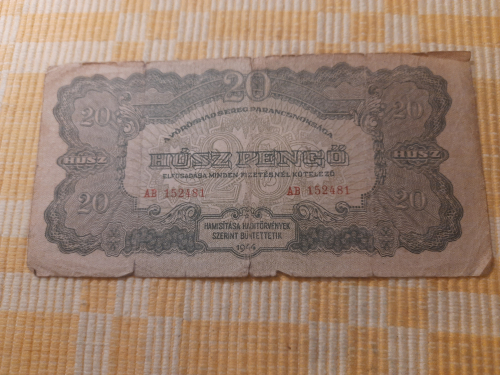 20
A VÖRÖSHADSEREG PARANCSNOKSÁGA
20 20
HÚSZ HÚSZ PENGŐ HÚSZ
ELFOGADÁSA MINDEN FIZETÉSNÉL KÖTELEZŐ
AB 152481 AB 152481
20 20
HAMISÍTÁSA HADITÖRVÉNYEK
SZERINT BÜNTETTETIK
1944